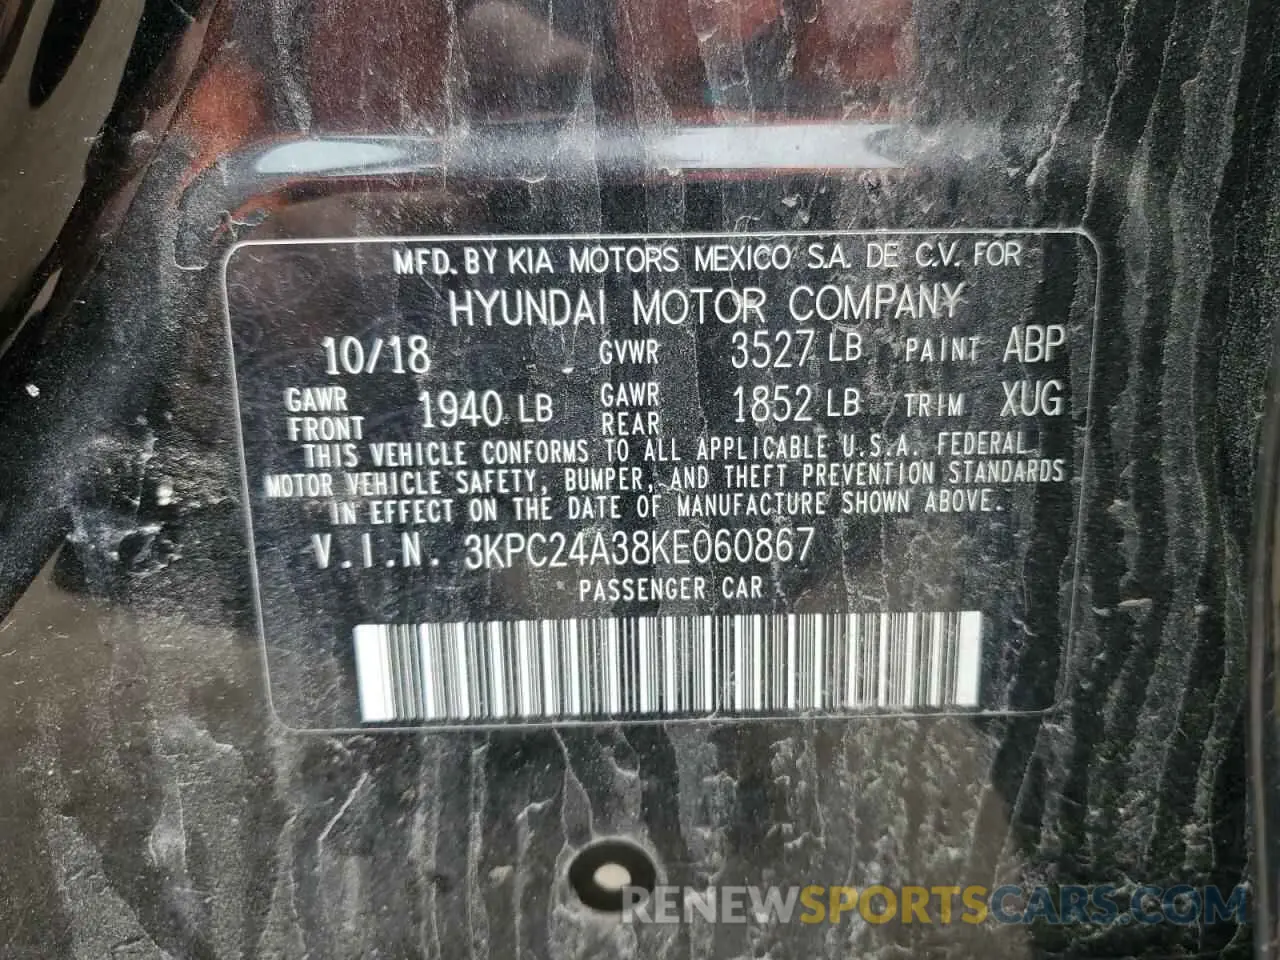 MFD. BY KIA MOTORS MEXICO S.A. DE C.V. FOR
HYUNDAI MOTOR COMPANY
10/18 GVWR 3527 LB PAINT ABP
GAWR FRONT 1940 LB GAWR REAR 1852 LB TRIM XUG
THIS VEHICLE CONFORMS TO ALL APPLICABLE U.S.A. FEDERAL
MOTOR VEHICLE SAFETY, BUMPER, AND THEFT PREVENTION STANDARDS
IN EFFECT ON THE DATE OF MANUFACTURE SHOWN ABOVE.
V.I.N. 3KPC24A38KE060867
PASSENGER CAR
RENEWSPORTSCARS.COM